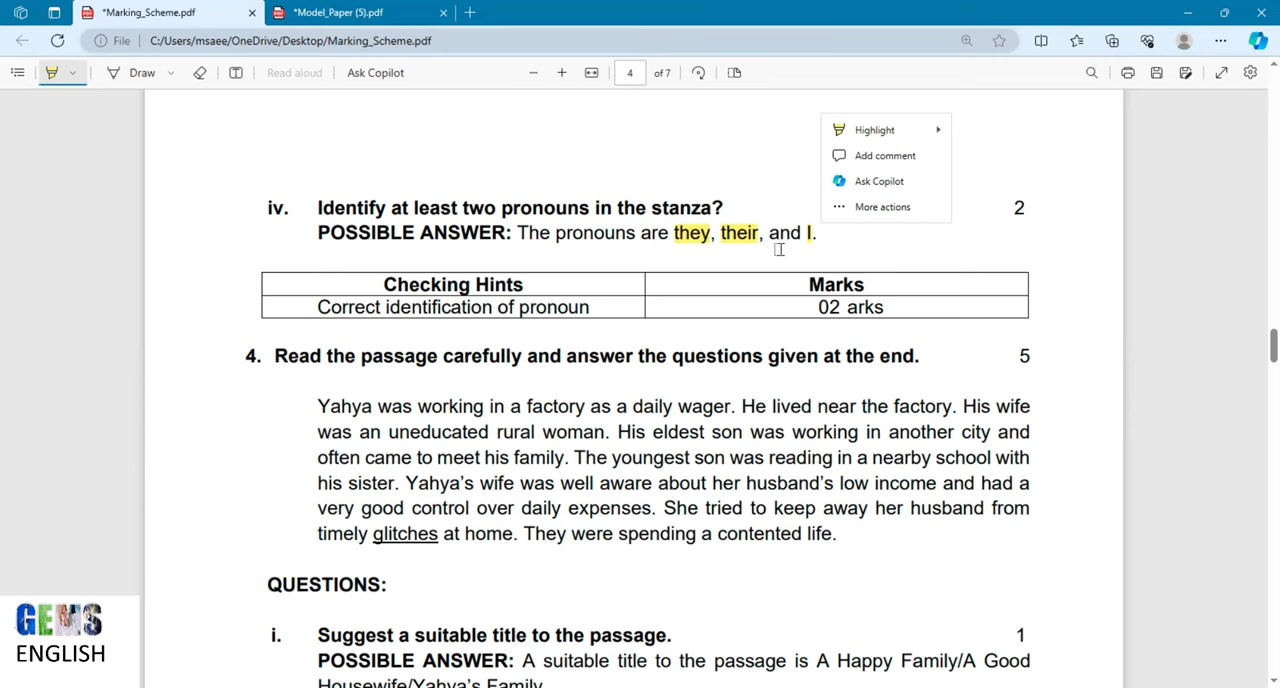 *Marking_Scheme.pdf
*Model_Paper (5).pdf
File C:/Users/msaee/OneDrive/Desktop/Marking_Scheme.pdf
Draw Read aloud Ask Copilot 4 of 7
Highlight
Add comment
Ask Copilot
More actions
iv. Identify at least two pronouns in the stanza? 2
POSSIBLE ANSWER: The pronouns are they, their, and I.
Checking Hints Marks
Correct identification of pronoun 02 arks
4. Read the passage carefully and answer the questions given at the end. 5
Yahya was working in a factory as a daily wager. He lived near the factory. His wife
was an uneducated rural woman. His eldest son was working in another city and
often came to meet his family. The youngest son was reading in a nearby school with
his sister. Yahya's wife was well aware about her husband's low income and had a
very good control over daily expenses. She tried to keep away her husband from
timely glitches at home. They were spending a contented life.
QUESTIONS:
i. Suggest a suitable title to the passage. 1
POSSIBLE ANSWER: A suitable title to the passage is A Happy Family/A Good
Housewife/Yahya's Family
GEMS
ENGLISH